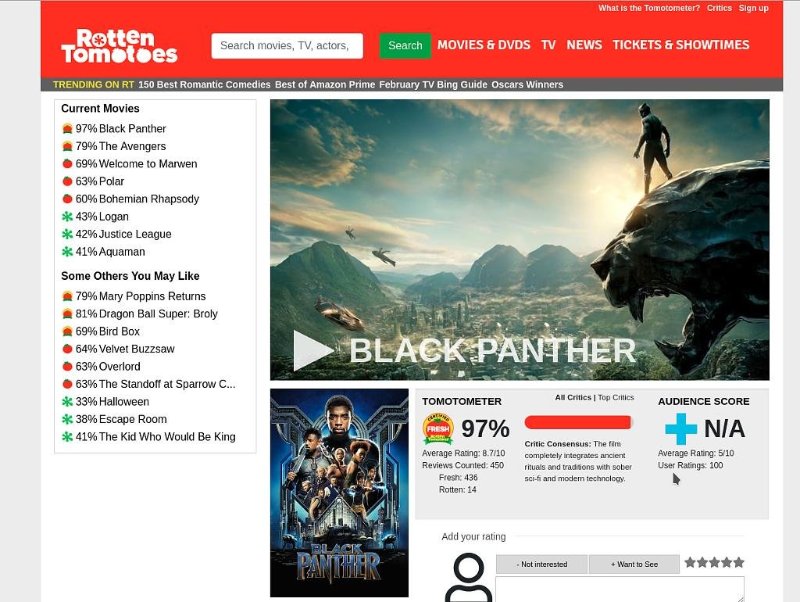 What is the Tomotometer? Critics Sign up
Rotten
Tomotoes
Search movies, TV, actors,
Search
MOVIES & DVDS TV NEWS TICKETS & SHOWTIMES
TRENDING ON RT 150 Best Romantic Comedies Best of Amazon Prime February TV Bing Guide Oscars Winners
Current Movies
97% Black Panther
79% The Avengers
69% Welcome to Marwen
63% Polar
60% Bohemian Rhapsody
43% Logan
42% Justice League
41% Aquaman
Some Others You May Like
79% Mary Poppins Returns
81% Dragon Ball Super: Broly
69% Bird Box
64% Velvet Buzzsaw
63% Overlord
63% The Standoff at Sparrow C...
33% Halloween
38% Escape Room
41% The Kid Who Would Be King
BLACK PANTHER
BLACK
PANTHER
TOMOTOMETER
CERTIFIED
FRESH
97%
Average Rating: 8.7/10
Reviews Counted: 450
Fresh: 436
Rotten: 14
All Critics | Top Critics
Critic Consensus: The film
completely integrates ancient
rituals and traditions with sober
sci-fi and modern technology.
AUDIENCE SCORE
N/A
Average Rating: 5/10
User Ratings: 100
Add your rating
- Not interested
+ Want to See